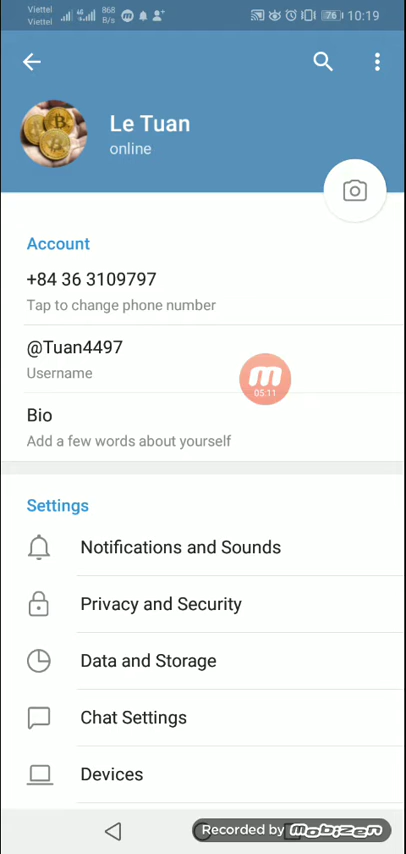 Viettel
Viettel
4G
868
B/s
76
10:19
Le Tuan
online
Account
+84 36 3109797
Tap to change phone number
@Tuan4497
Username
05:11
Bio
Add a few words about yourself
Settings
Notifications and Sounds
Privacy and Security
Data and Storage
Chat Settings
Devices
Recorded by mobizen